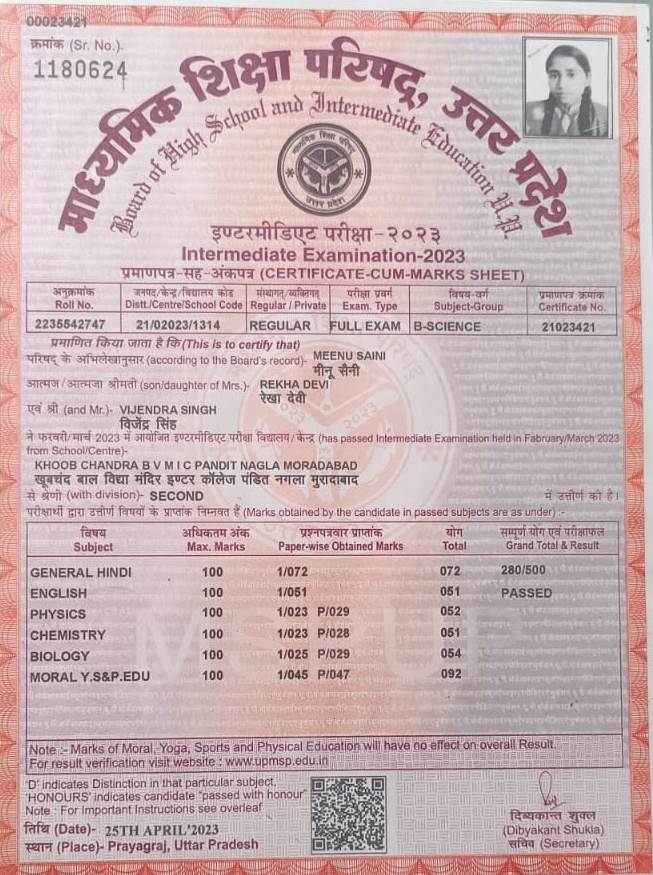 00023421
क्रमांक (Sr. No.)-
1180624
माध्यमिक शिक्षा परिषद्, उत्तर प्रदेश
Board of High School and Intermediate Education U.P.
इण्टरमीडिएट परीक्षा-२०२३
Intermediate Examination-2023
प्रमाणपत्र-सह-अंकपत्र (CERTIFICATE-CUM-MARKS SHEET)
अनुक्रमांक जनपद/केन्द्र/विद्यालय कोड संस्थागत/व्यक्तिगत परीक्षा प्रवर्ग विषय-वर्ग प्रमाणपत्र क्रमांक
Roll No. Distt./Centre/School Code Regular / Private Exam. Type Subject-Group Certificate No.
2235542747 21/02023/1314 REGULAR FULL EXAM B-SCIENCE 21023421
प्रमाणित किया जाता है कि (This is to certify that)
परिषद् के अभिलेखानुसार (according to the Board's record)- MEENU SAINI
मीनू सैनी
आत्मज / आत्मजा श्रीमती (son/daughter of Mrs.)- REKHA DEVI
रेखा देवी
एवं श्री (and Mr.)- VIJENDRA SINGH
विजेंद्र सिंह
ने फरवरी/मार्च 2023 में आयोजित इण्टरमीडिएट परीक्षा विद्यालय/केन्द्र (has passed Intermediate Examination held in Fabruary/March 2023
from School/Centre)-
KHOOB CHANDRA B V M I C PANDIT NAGLA MORADABAD
खूबचंद बाल विद्या मंदिर इण्टर कॉलेज पंडित नगला मुरादाबाद
से श्रेणी (with division)- SECOND में उत्तीर्ण की है।
परीक्षार्थी द्वारा उत्तीर्ण विषयों के प्राप्तांक निम्नवत हैं (Marks obtained by the candidate in passed subjects are as under) :-
विषय अधिकतम अंक प्रश्नपत्रवार प्राप्तांक योग सम्पूर्ण योग एवं परीक्षाफल
Subject Max. Marks Paper-wise Obtained Marks Total Grand Total & Result
GENERAL HINDI 100 1/072 072 280/500
ENGLISH 100 1/051 051 PASSED
PHYSICS 100 1/023 P/029 052
CHEMISTRY 100 1/023 P/028 051
BIOLOGY 100 1/025 P/029 054
MORAL Y.S&P.EDU 100 1/045 P/047 092
Note :- Marks of Moral, Yoga, Sports and Physical Education will have no effect on overall Result.
For result verification visit website : www.upmsp.edu.in
'D' indicates Distinction in that particular subject,
'HONOURS' indicates candidate "passed with honour"
Note : For Important Instructions see overleaf
तिथि (Date)- 25TH APRIL'2023
स्थान (Place)- Prayagraj, Uttar Pradesh
दिव्यकान्त शुक्ल
(Dibyakant Shukla)
सचिव (Secretary)